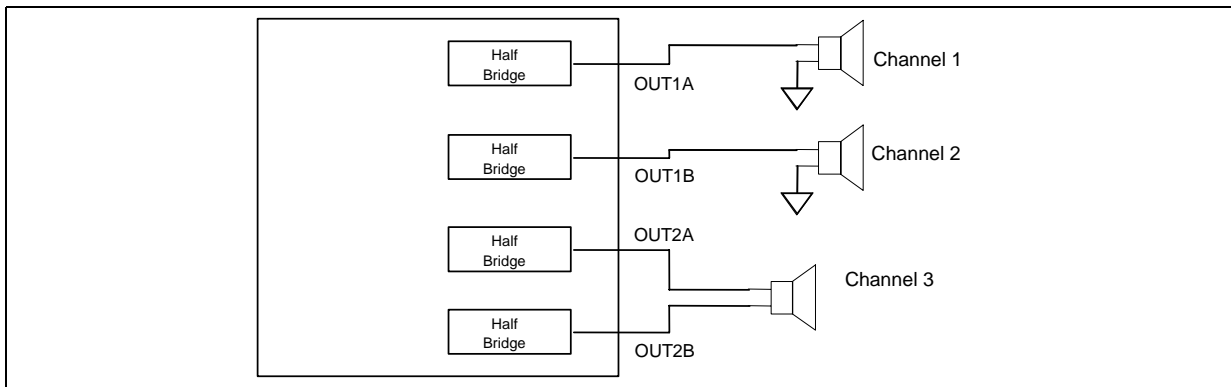 Half
Bridge
OUT1A
Channel 1
Half
Bridge
OUT1B
Channel 2
Half
Bridge
OUT2A
Channel 3
Half
Bridge
OUT2B